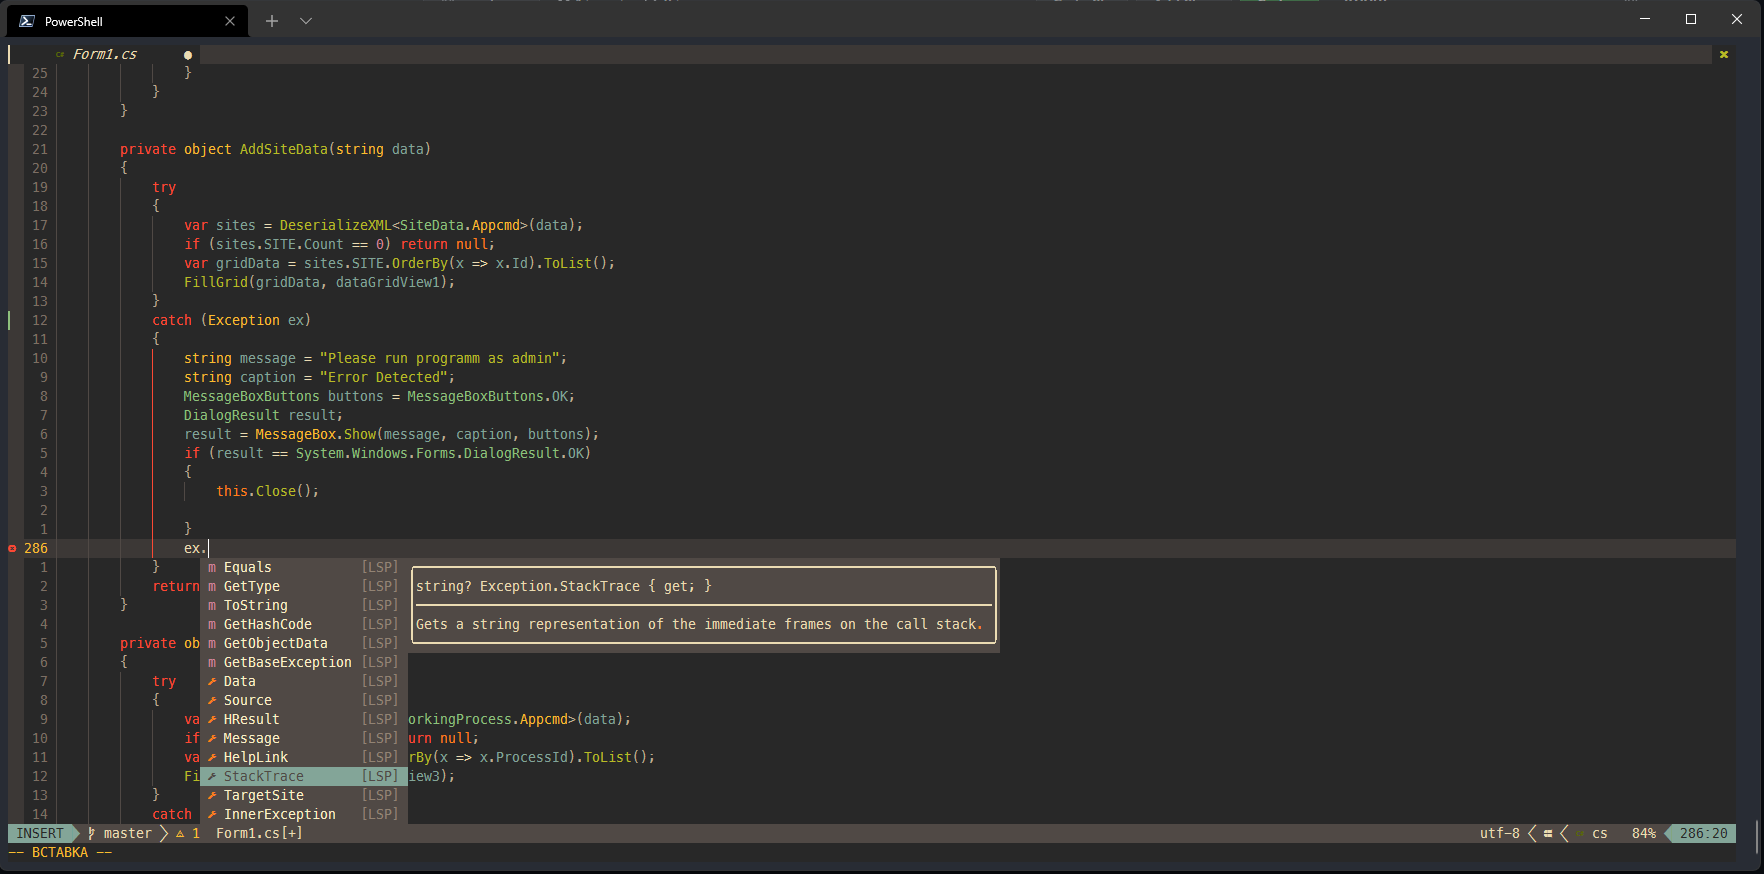 PowerShell
Form1.cs
25 }
24 }
23 }
22
21 private object AddSiteData(string data)
20 {
19 try
18 {
17 var sites = DeserializeXML<SiteData.Appcmd>(data);
16 if (sites.SITE.Count == 0) return null;
15 var gridData = sites.SITE.OrderBy(x => x.Id).ToList();
14 FillGrid(gridData, dataGridView1);
13 }
12 catch (Exception ex)
11 {
10 string message = "Please run programm as admin";
9 string caption = "Error Detected";
8 MessageBoxButtons buttons = MessageBoxButtons.OK;
7 DialogResult result;
6 result = MessageBox.Show(message, caption, buttons);
5 if (result == System.Windows.Forms.DialogResult.OK)
4 {
3 this.Close();
2
1 }
286 ex.
1 } m Equals [LSP]
2 return m GetType [LSP] string? Exception.StackTrace { get; }
3 } m ToString [LSP]
4 m GetHashCode [LSP] Gets a string representation of the immediate frames on the call stack.
5 private ob m GetObjectData [LSP]
6 { m GetBaseException [LSP]
7 try Data [LSP]
8 { Source [LSP]
9 va HResult [LSP] orkingProcess.Appcmd>(data);
10 if Message [LSP] urn null;
11 va HelpLink [LSP] rBy(x => x.ProcessId).ToList();
12 Fi StackTrace [LSP] iew3);
13 } TargetSite [LSP]
14 catch InnerException [LSP]
INSERT master 1 Form1.cs[+] utf-8 cs 84% 286:20
-- ВСТАВКА --